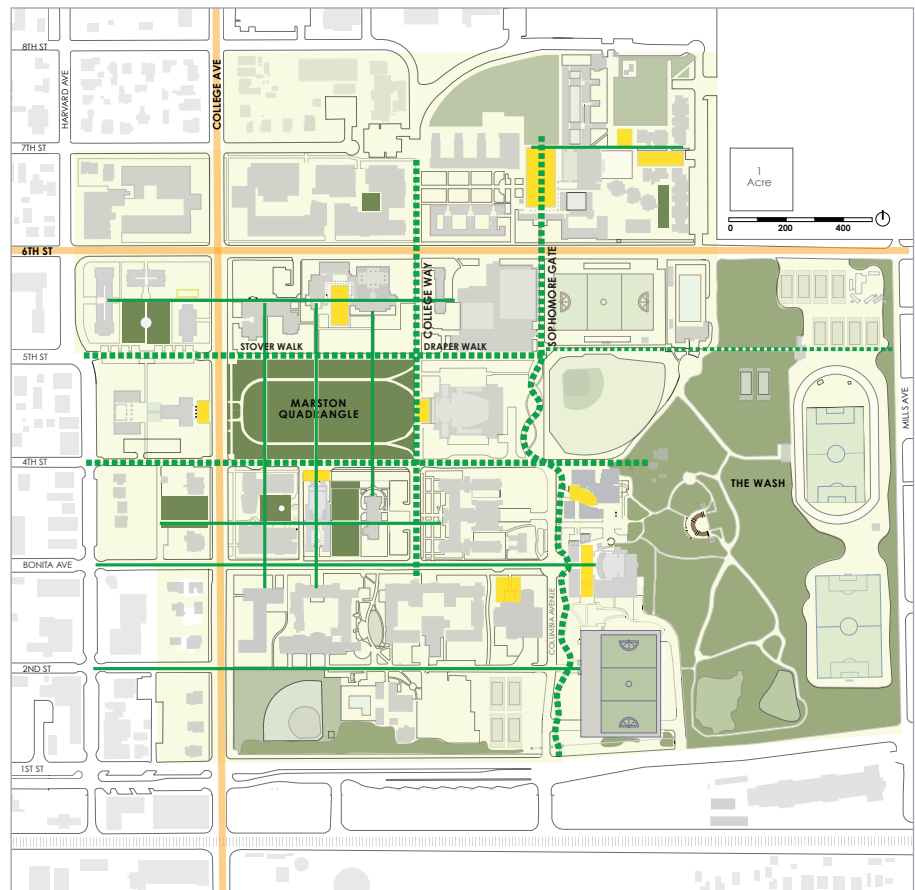 8TH ST
HARVARD AVE
COLLEGE AVE
7TH ST
1
Acre
0 200 400
6TH ST
COLLEGE WAY
SOPHOMORE GATE
STOVER WALK
DRAPER WALK
5TH ST
MARSTON
QUADRANGLE
MILLS AVE
4TH ST
THE WASH
BONITA AVE
COLUMBIA AVENUE
2ND ST
1ST ST